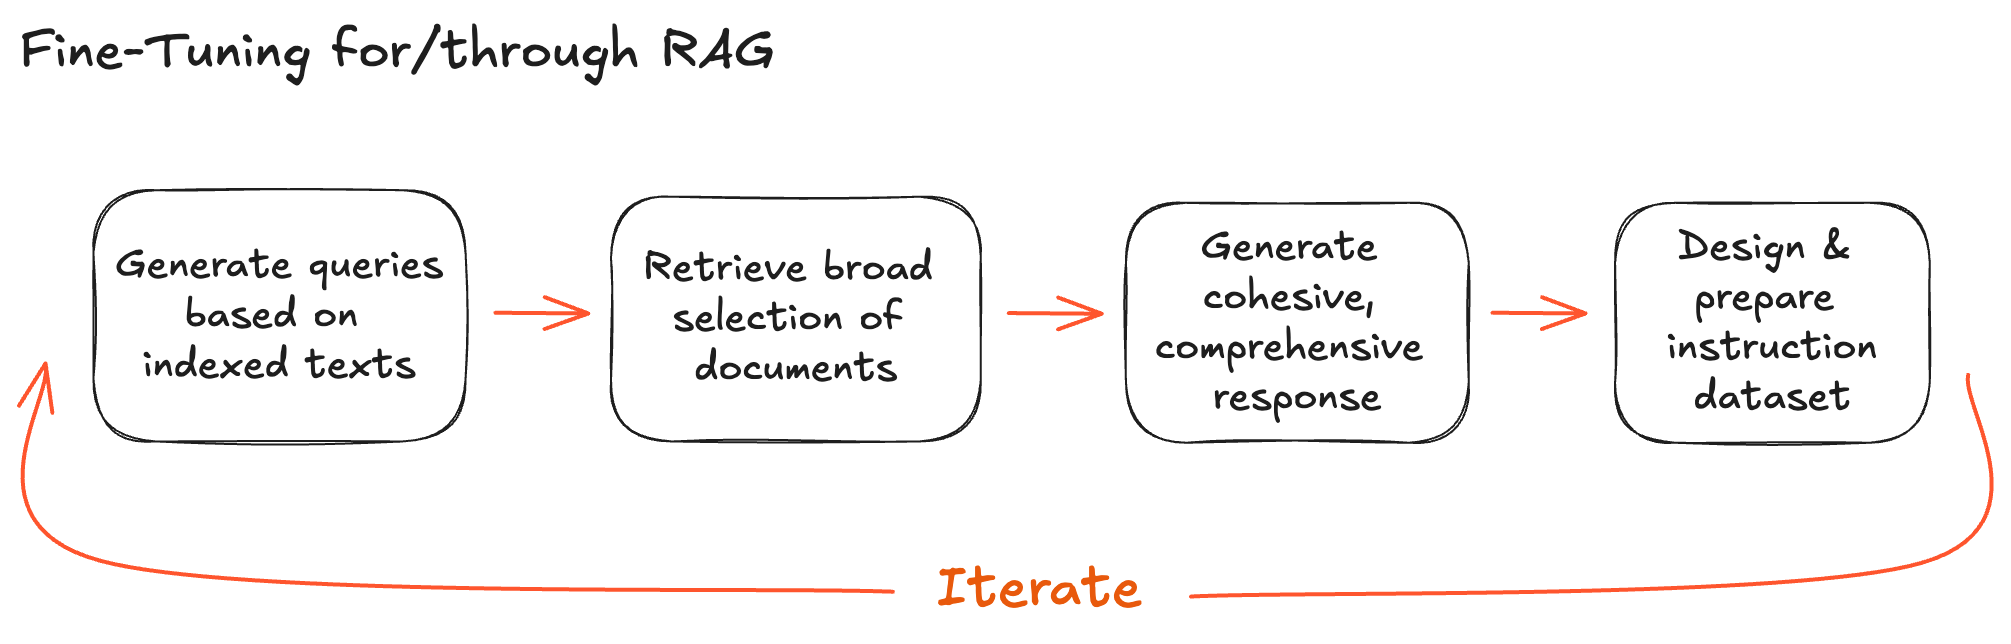 Fine-Tuning for/through RAG
Generate queries
based on
indexed texts
Retrieve broad
selection of
documents
Generate
cohesive,
comprehensive
response
Design &
prepare
instruction
dataset
Iterate